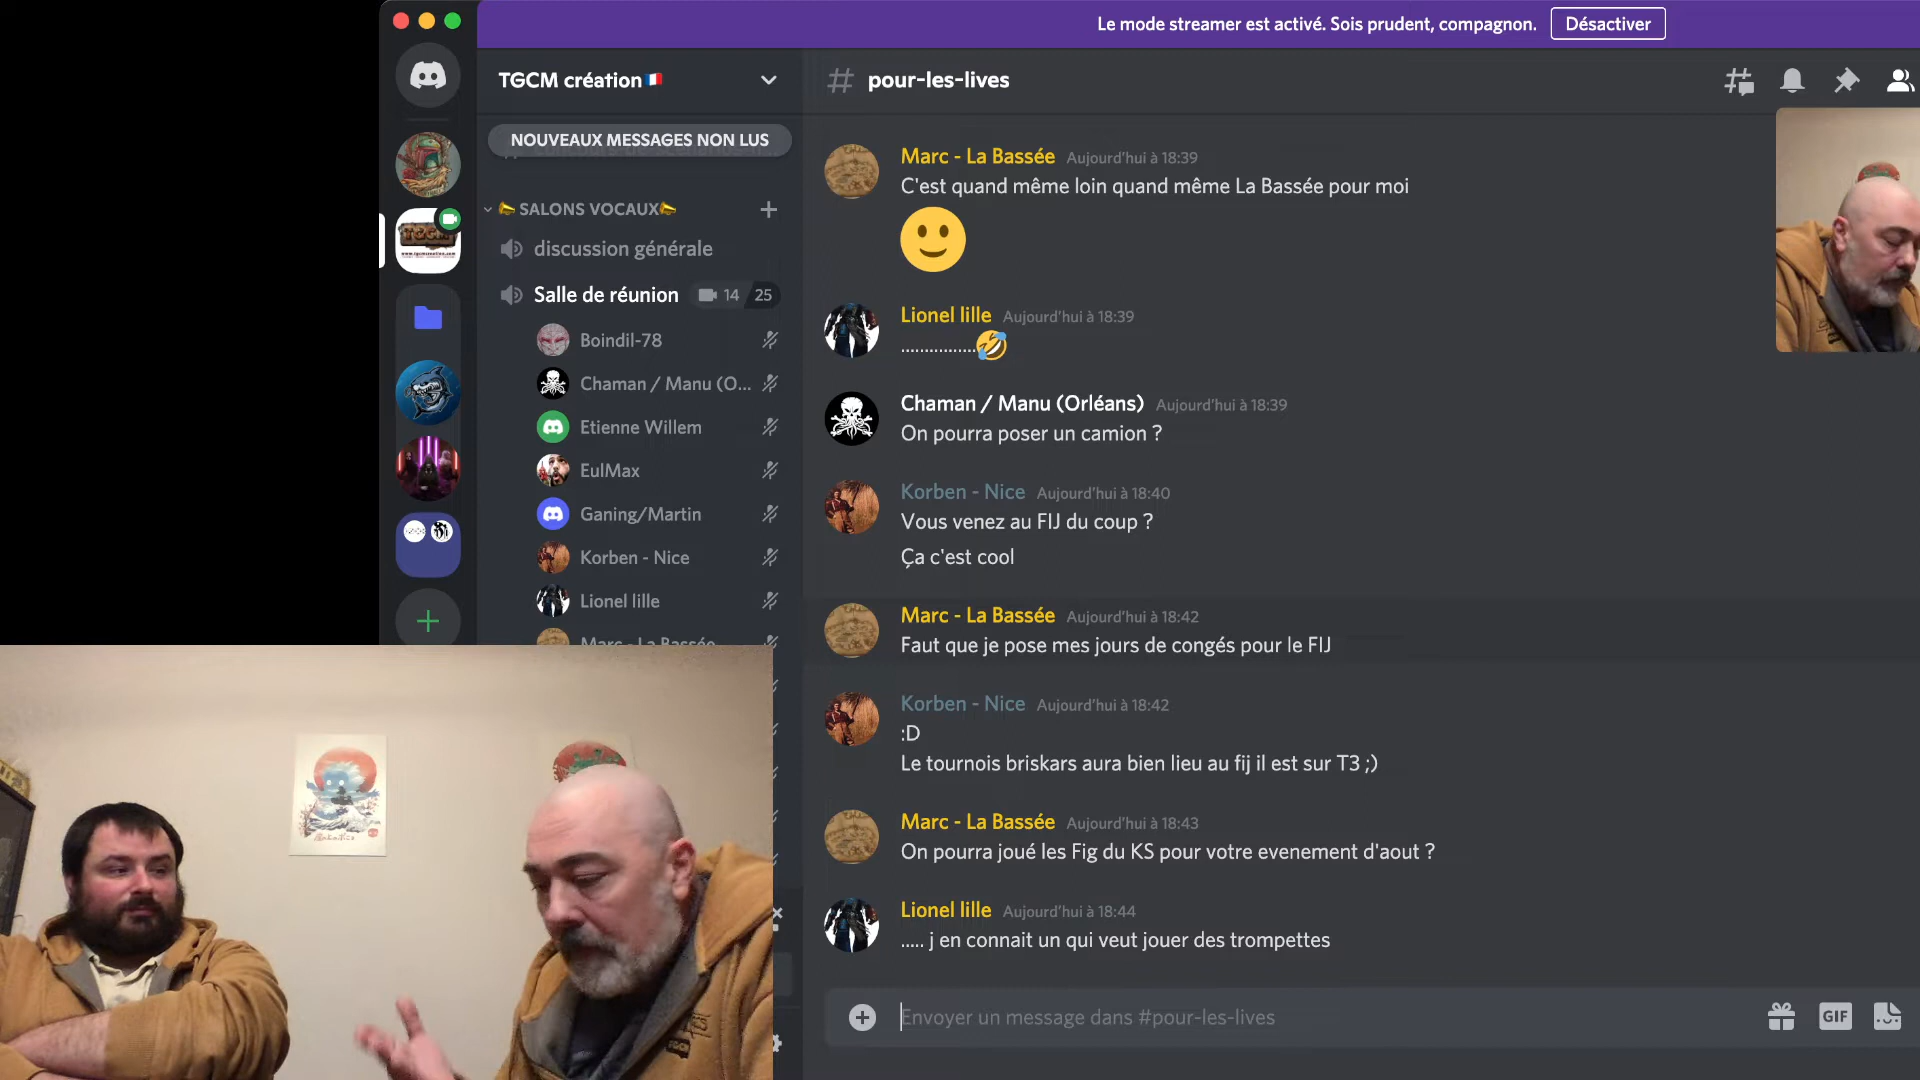 Le mode streamer est activé. Sois prudent, compagnon.
Désactiver
TGCM création
NOUVEAUX MESSAGES NON LUS
SALONS VOCAUX
discussion générale
Salle de réunion 14 25
Boindil-78
Chaman / Manu (O...
Etienne Willem
EulMax
Ganing/Martin
Korben - Nice
Lionel lille
Marc - La Bassée
# pour-les-lives
Marc - La Bassée Aujourd'hui à 18:39
C'est quand même loin quand même La Bassée pour moi
Lionel lille Aujourd'hui à 18:39
................
Chaman / Manu (Orléans) Aujourd'hui à 18:39
On pourra poser un camion ?
Korben - Nice Aujourd'hui à 18:40
Vous venez au FIJ du coup ?
Ça c'est cool
Marc - La Bassée Aujourd'hui à 18:42
Faut que je pose mes jours de congés pour le FIJ
Korben - Nice Aujourd'hui à 18:42
:D
Le tournois briskars aura bien lieu au fij il est sur T3 ;)
Marc - La Bassée Aujourd'hui à 18:43
On pourra joué les Fig du KS pour votre evenement d'aout ?
Lionel lille Aujourd'hui à 18:44
..... j en connait un qui veut jouer des trompettes
Envoyer un message dans #pour-les-lives
GIF